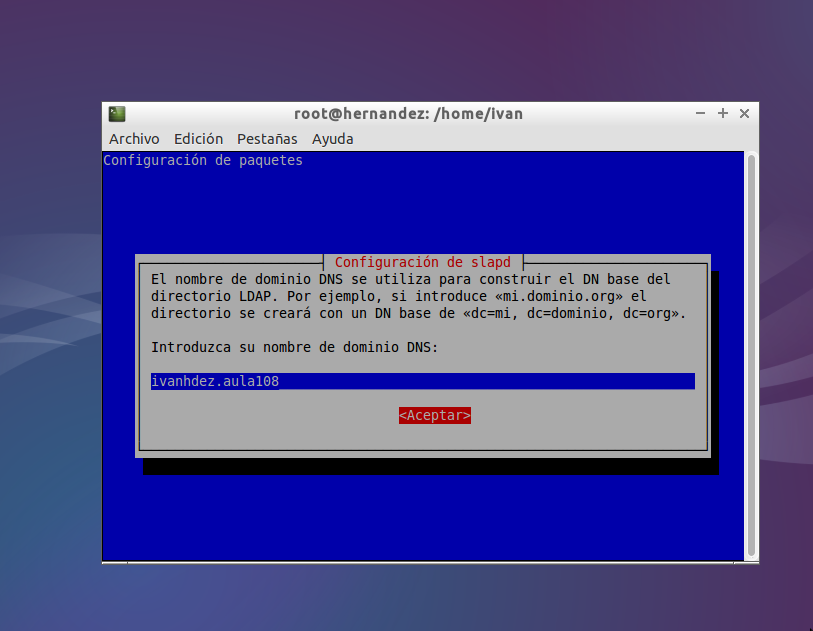 root@hernandez: /home/ivan
Archivo Edición Pestañas Ayuda
Configuración de paquetes
Configuración de slapd
El nombre de dominio DNS se utiliza para construir el DN base del
directorio LDAP. Por ejemplo, si introduce «mi.dominio.org» el
directorio se creará con un DN base de «dc=mi, dc=dominio, dc=org».
Introduzca su nombre de dominio DNS:
ivanhdez.aula108
<Aceptar>